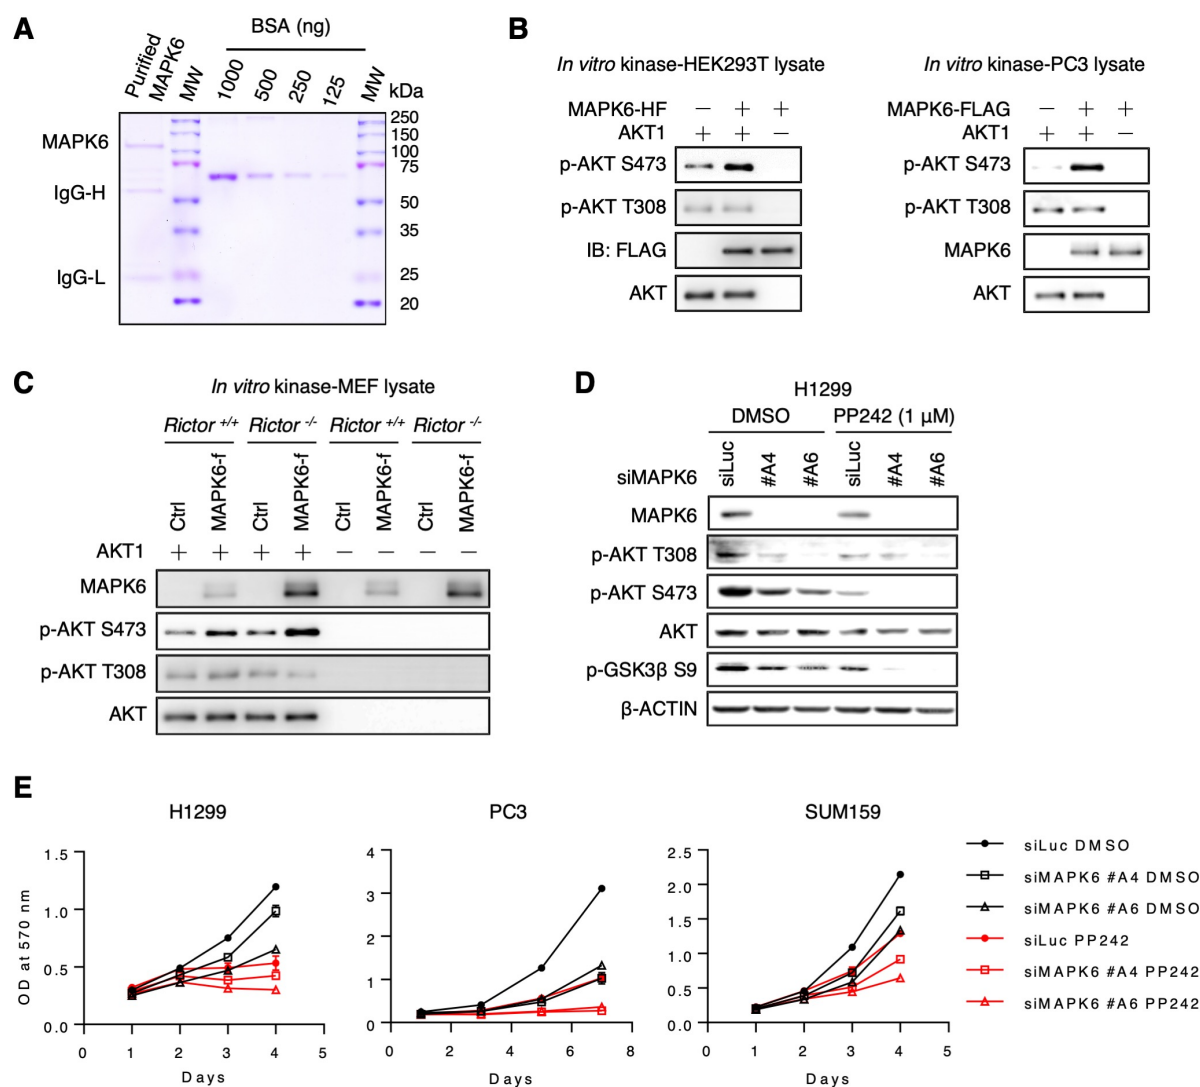 A
BSA (ng)
Purified
MAPK6
MW
1000
500
250
125
MW
kDa
MAPK6
IgG-H
IgG-L
250
150
100
75
50
35
25
20
B
In vitro kinase-HEK293T lysate
MAPK6-HF − + +
AKT1 + + −
p-AKT S473
p-AKT T308
IB: FLAG
AKT
In vitro kinase-PC3 lysate
MAPK6-FLAG − + +
AKT1 + + −
p-AKT S473
p-AKT T308
MAPK6
AKT
C
In vitro kinase-MEF lysate
Rictor +/+ Rictor -/- Rictor +/+ Rictor -/-
Ctrl MAPK6-f Ctrl MAPK6-f Ctrl MAPK6-f Ctrl MAPK6-f
AKT1 + + + + − − − −
MAPK6
p-AKT S473
p-AKT T308
AKT
D
H1299
DMSO PP242 (1 μM)
siMAPK6 siLuc #A4 #A6 siLuc #A4 #A6
MAPK6
p-AKT T308
p-AKT S473
AKT
p-GSK3β S9
β-ACTIN
E
H1299
OD at 570 nm
1.5
1.0
0.5
0.0
0 1 2 3 4 5
Days
PC3
4
3
2
1
0
0 2 4 6 8
Days
SUM159
2.5
2.0
1.5
1.0
0.5
0.0
0 1 2 3 4 5
Days
siLuc DMSO
siMAPK6 #A4 DMSO
siMAPK6 #A6 DMSO
siLuc PP242
siMAPK6 #A4 PP242
siMAPK6 #A6 PP242